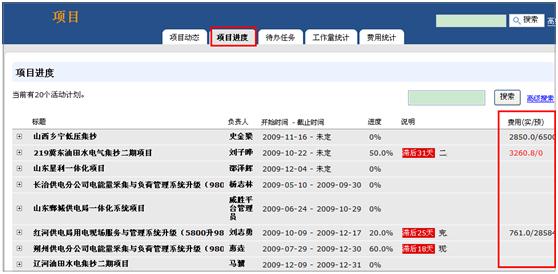 项目
搜索 高级
项目动态 项目进度 待办任务 工作量统计 费用统计
项目进度
当前有20个活动计划。 搜索 高级搜索
标题 负责人 开始时间 - 截止时间 进度 说明 费用(实/预)
山西乡宁低压集抄 史金梁 2009-11-16 - 未定 0% 2850.0/6500
219冀东油田水电气集抄二期项目 刘子晔 2009-10-22 - 未定 50.0% 滞后31天 二 3260.8/0
山东星利一体化项目 邵泽辉 2009-12-04 - 未定 0%
长治供电分公司电能量采集与负荷管理系统升级(980 杨志林 2009-05-10 - 2009-09-30 0%
山东郓城供电局一体化系统项目 威胜平台管理员 2009-06-24 - 2009-10-29 0%
红河供电局用电现场服务与管理系统升级(5800升98 刘志勇 2009-10-09 - 2009-12-17 20.0% 滞后25天 完 761.0/28584
朔州供电分公司电能量采集与负荷管理系统升级(980 惠垚 2009-07-29 - 2009-12-30 60.0% 滞后18天 现
辽河油田水电集抄二期项目 马骥 2009-12-09 - 2009-12-31 0%